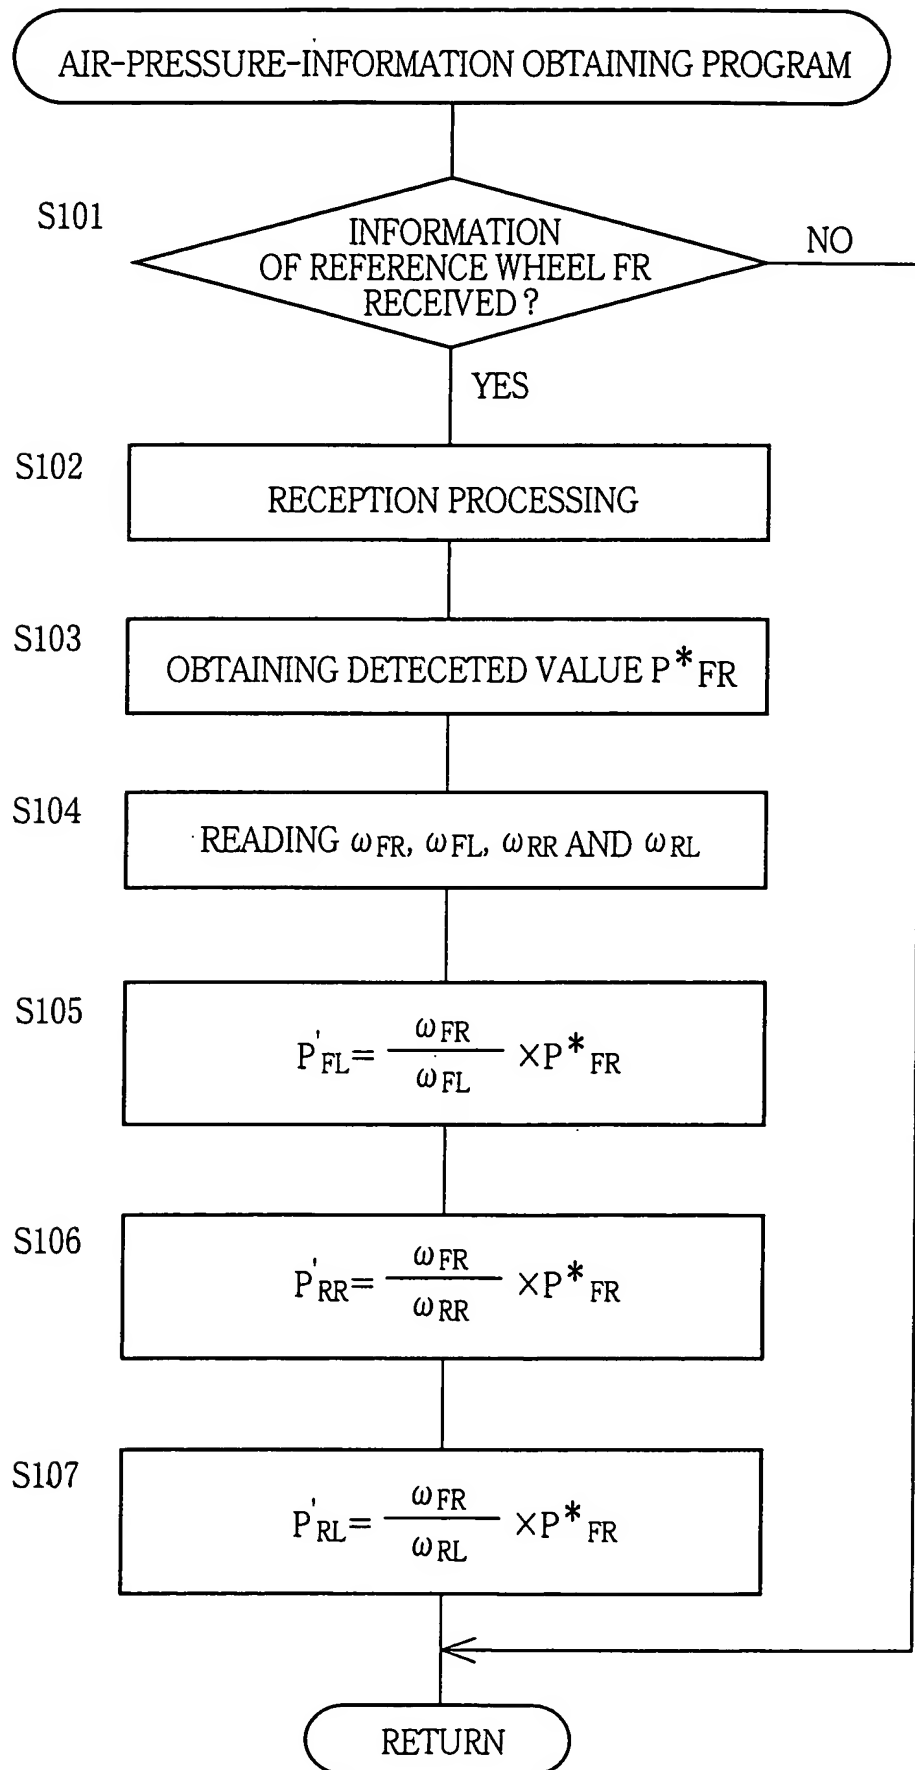 AIR-PRESSURE-INFORMATION OBTAINING PROGRAM
S101
INFORMATION
OF REFERENCE WHEEL FR
RECEIVED?
NO
YES
S102
RECEPTION PROCESSING
S103
OBTAINING DETECETED VALUE P*FR
S104
READING ωFR, ωFL, ωRR AND ωRL
S105
P'FL= ωFR/ωFL ×P*FR
S106
P'RR= ωFR/ωRR ×P*FR
S107
P'RL= ωFR/ωRL ×P*FR
RETURN